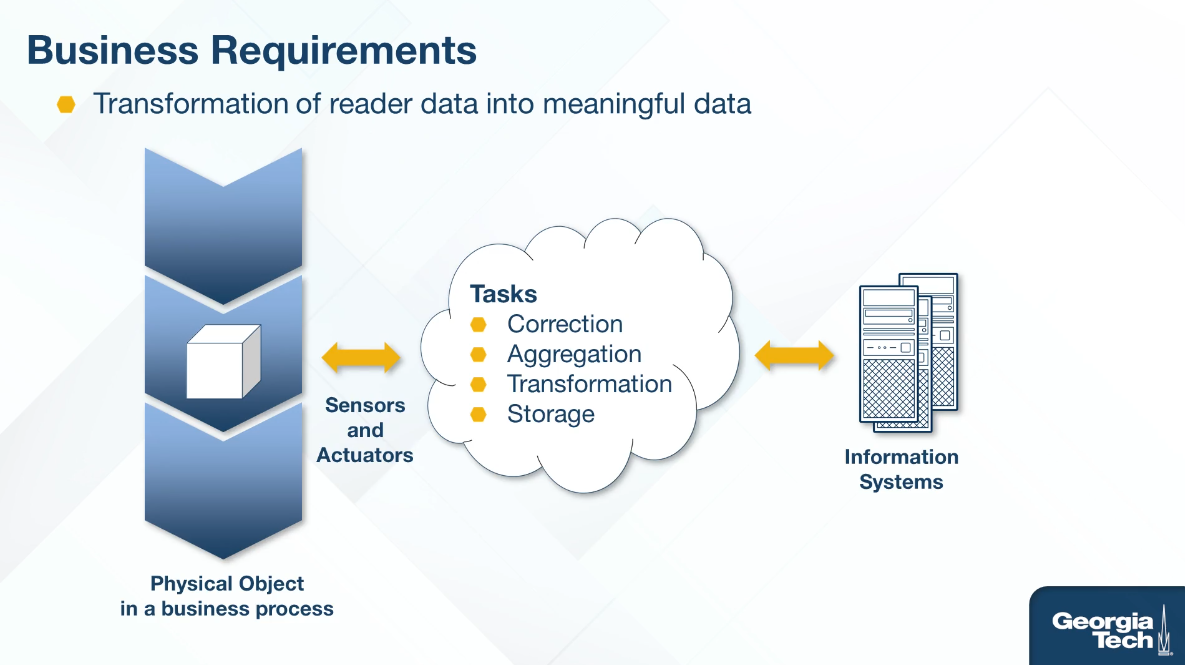 Business Requirements
Transformation of reader data into meaningful data
Tasks
Correction
Aggregation
Transformation
Storage
Sensors
and
Actuators
Information
Systems
Physical Object
in a business process
Georgia
Tech